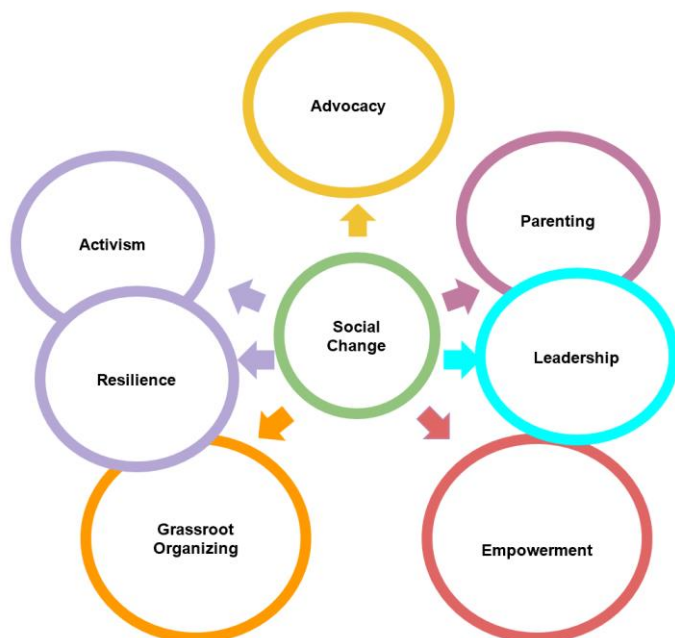 Advocacy
Parenting
Activism
Social
Change
Leadership
Resilience
Grassroot
Organizing
Empowerment